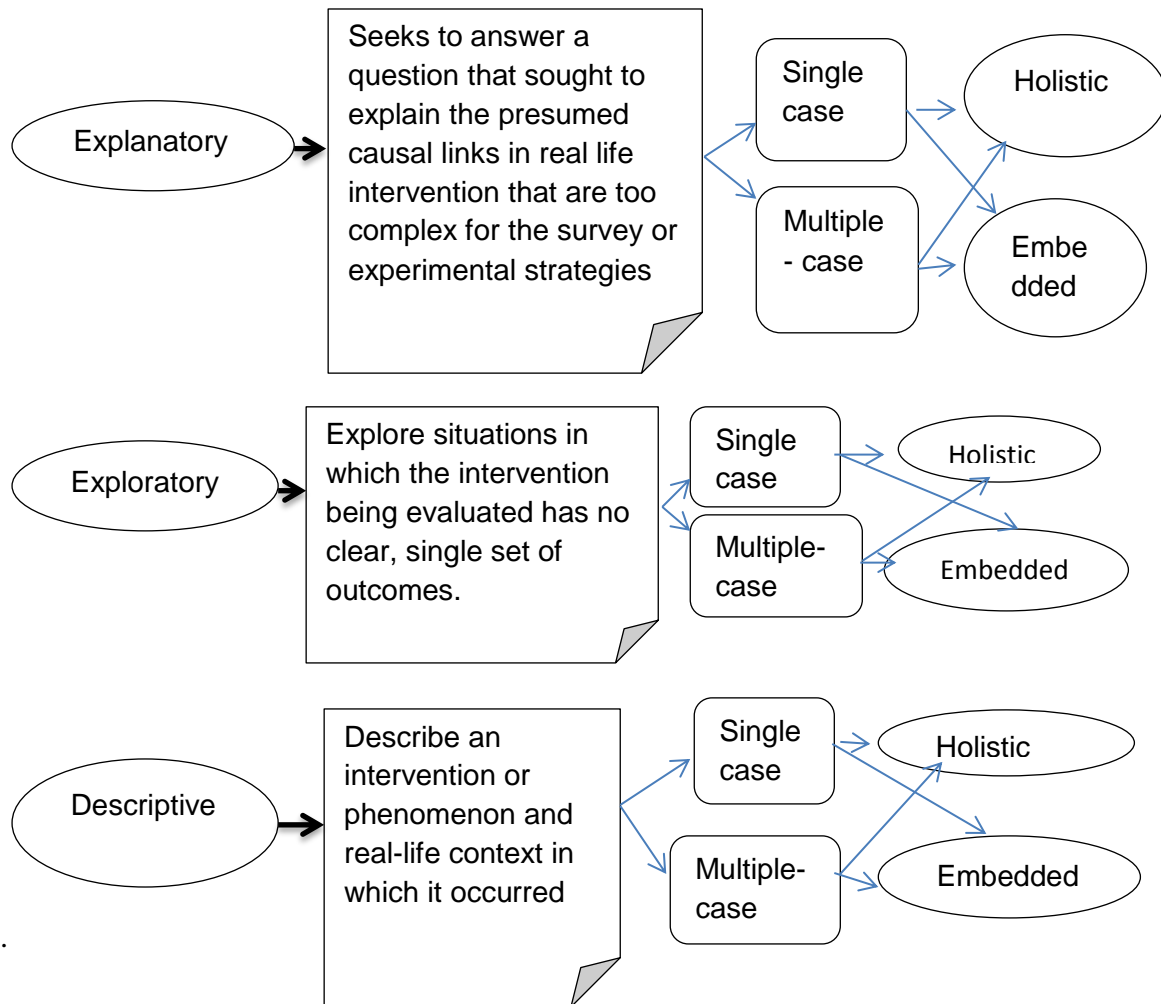 Explanatory
Seeks to answer a
question that sought to
explain the presumed
causal links in real life
intervention that are too
complex for the survey or
experimental strategies
Single
case
Multiple
- case
Holistic
Embe
dded
Exploratory
Explore situations in
which the intervention
being evaluated has no
clear, single set of
outcomes.
Single
case
Multiple-
case
Holistic
Embedded
Descriptive
Describe an
intervention or
phenomenon and
real-life context in
which it occurred
Single
case
Multiple-
case
Holistic
Embedded
.